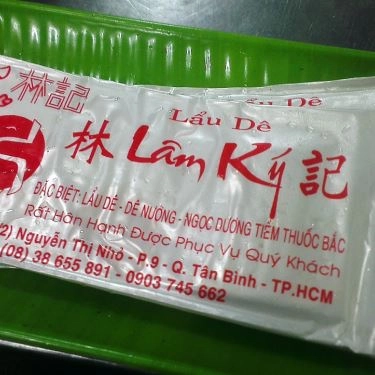 林記
Lẩu Dê
林 Lâm Ký 記
ĐẶC BIỆT: LẨU DÊ - DÊ NƯỚNG - NGỌC DƯƠNG TIỀM THUỐC BẮC
Rất Hân Hạnh Được Phục Vụ Quý Khách
2) Nguyễn Thị Nhỏ - P.9 - Q. Tân Bình - TP.HCM
(08) 38 655 891 - 0903 745 662